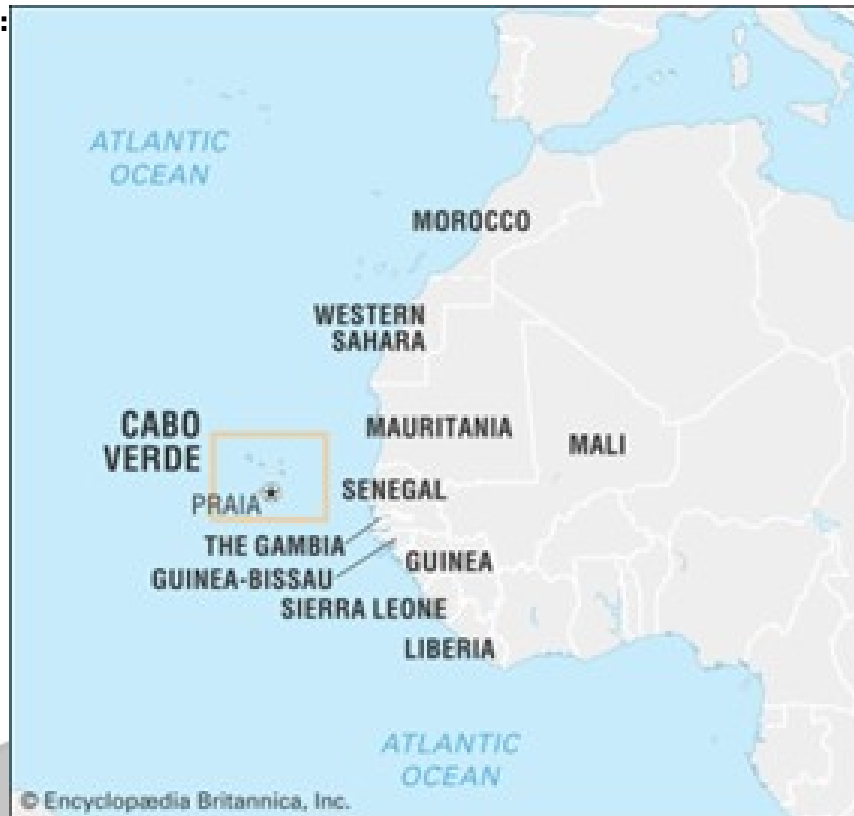 :
ATLANTIC
OCEAN
MOROCCO
WESTERN
SAHARA
CABO
VERDE
MAURITANIA
MALI
PRAIA
SENEGAL
THE GAMBIA
GUINEA-BISSAU
GUINEA
SIERRA LEONE
LIBERIA
ATLANTIC
OCEAN
© Encyclopædia Britannica, Inc.